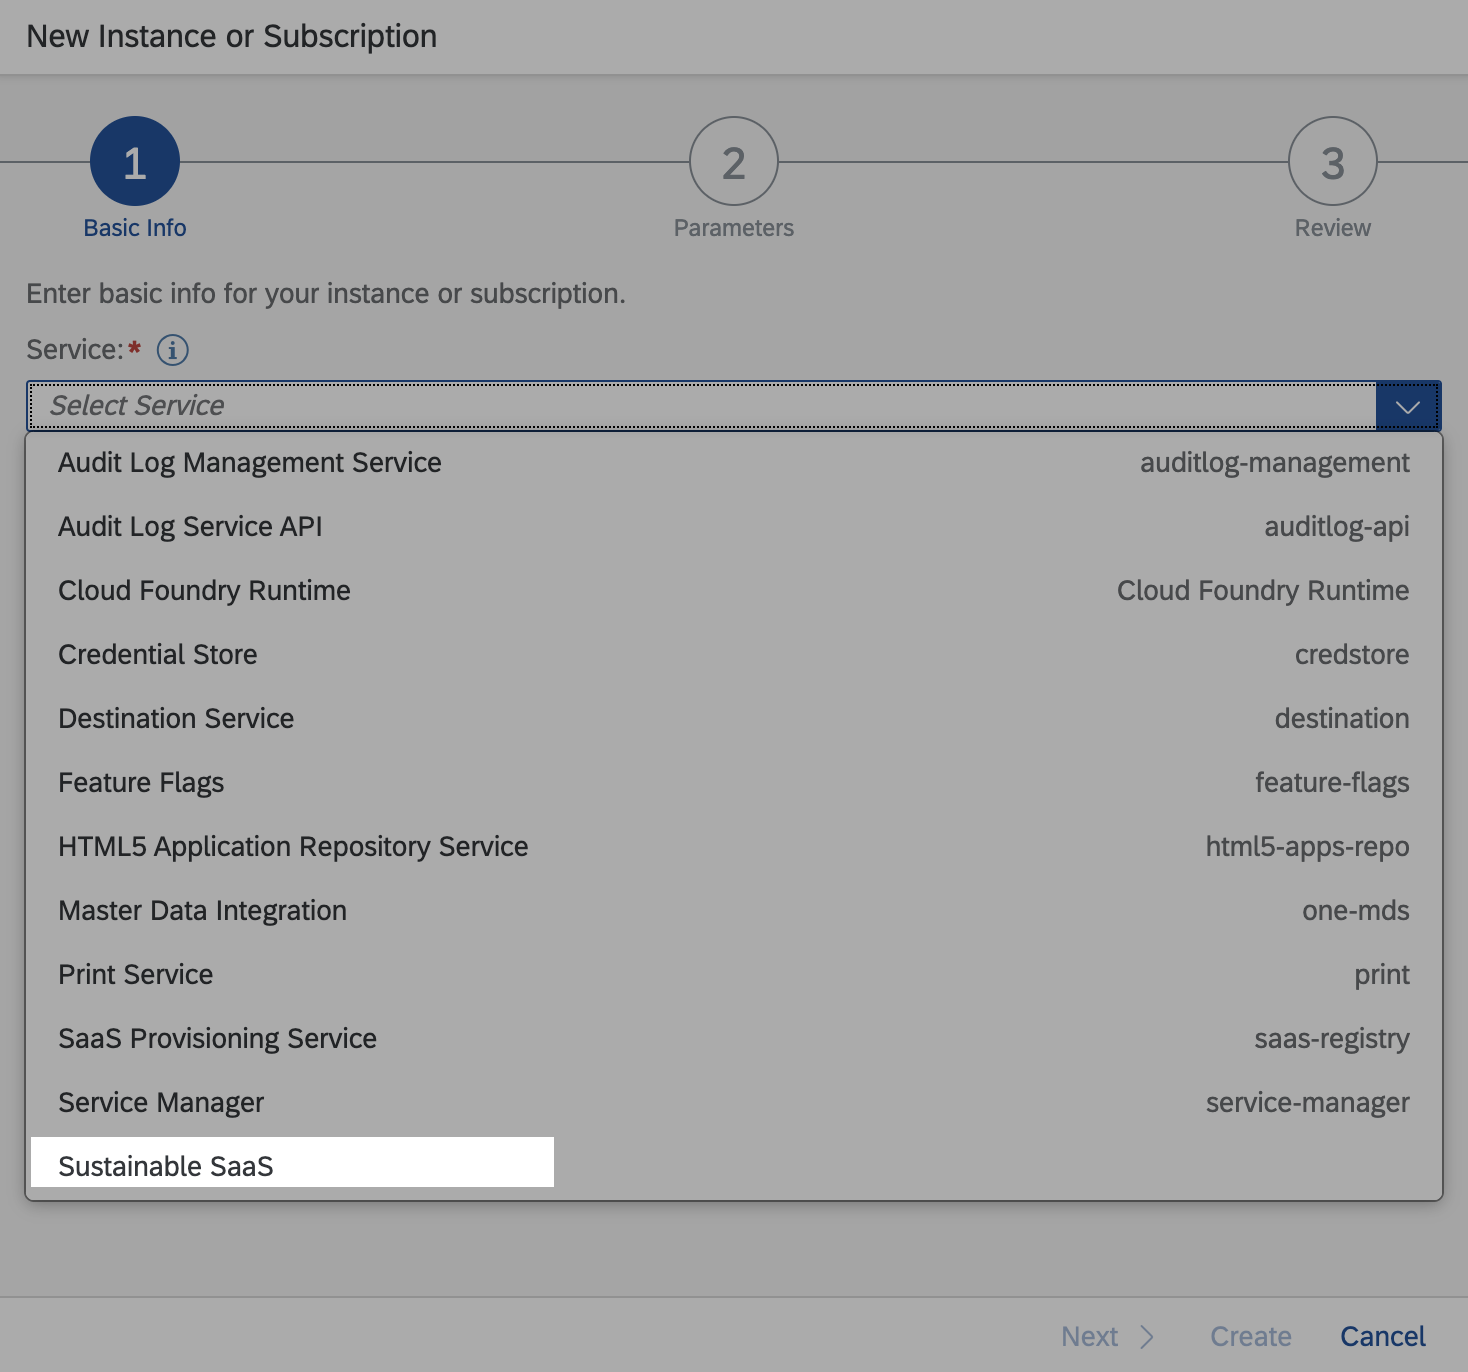 New Instance or Subscription
1
2
3
Basic Info
Parameters
Review
Enter basic info for your instance or subscription.
Service:*
Select Service
Audit Log Management Service auditlog-management
Audit Log Service API auditlog-api
Cloud Foundry Runtime Cloud Foundry Runtime
Credential Store credstore
Destination Service destination
Feature Flags feature-flags
HTML5 Application Repository Service html5-apps-repo
Master Data Integration one-mds
Print Service print
SaaS Provisioning Service saas-registry
Service Manager service-manager
Sustainable SaaS
Next Create Cancel